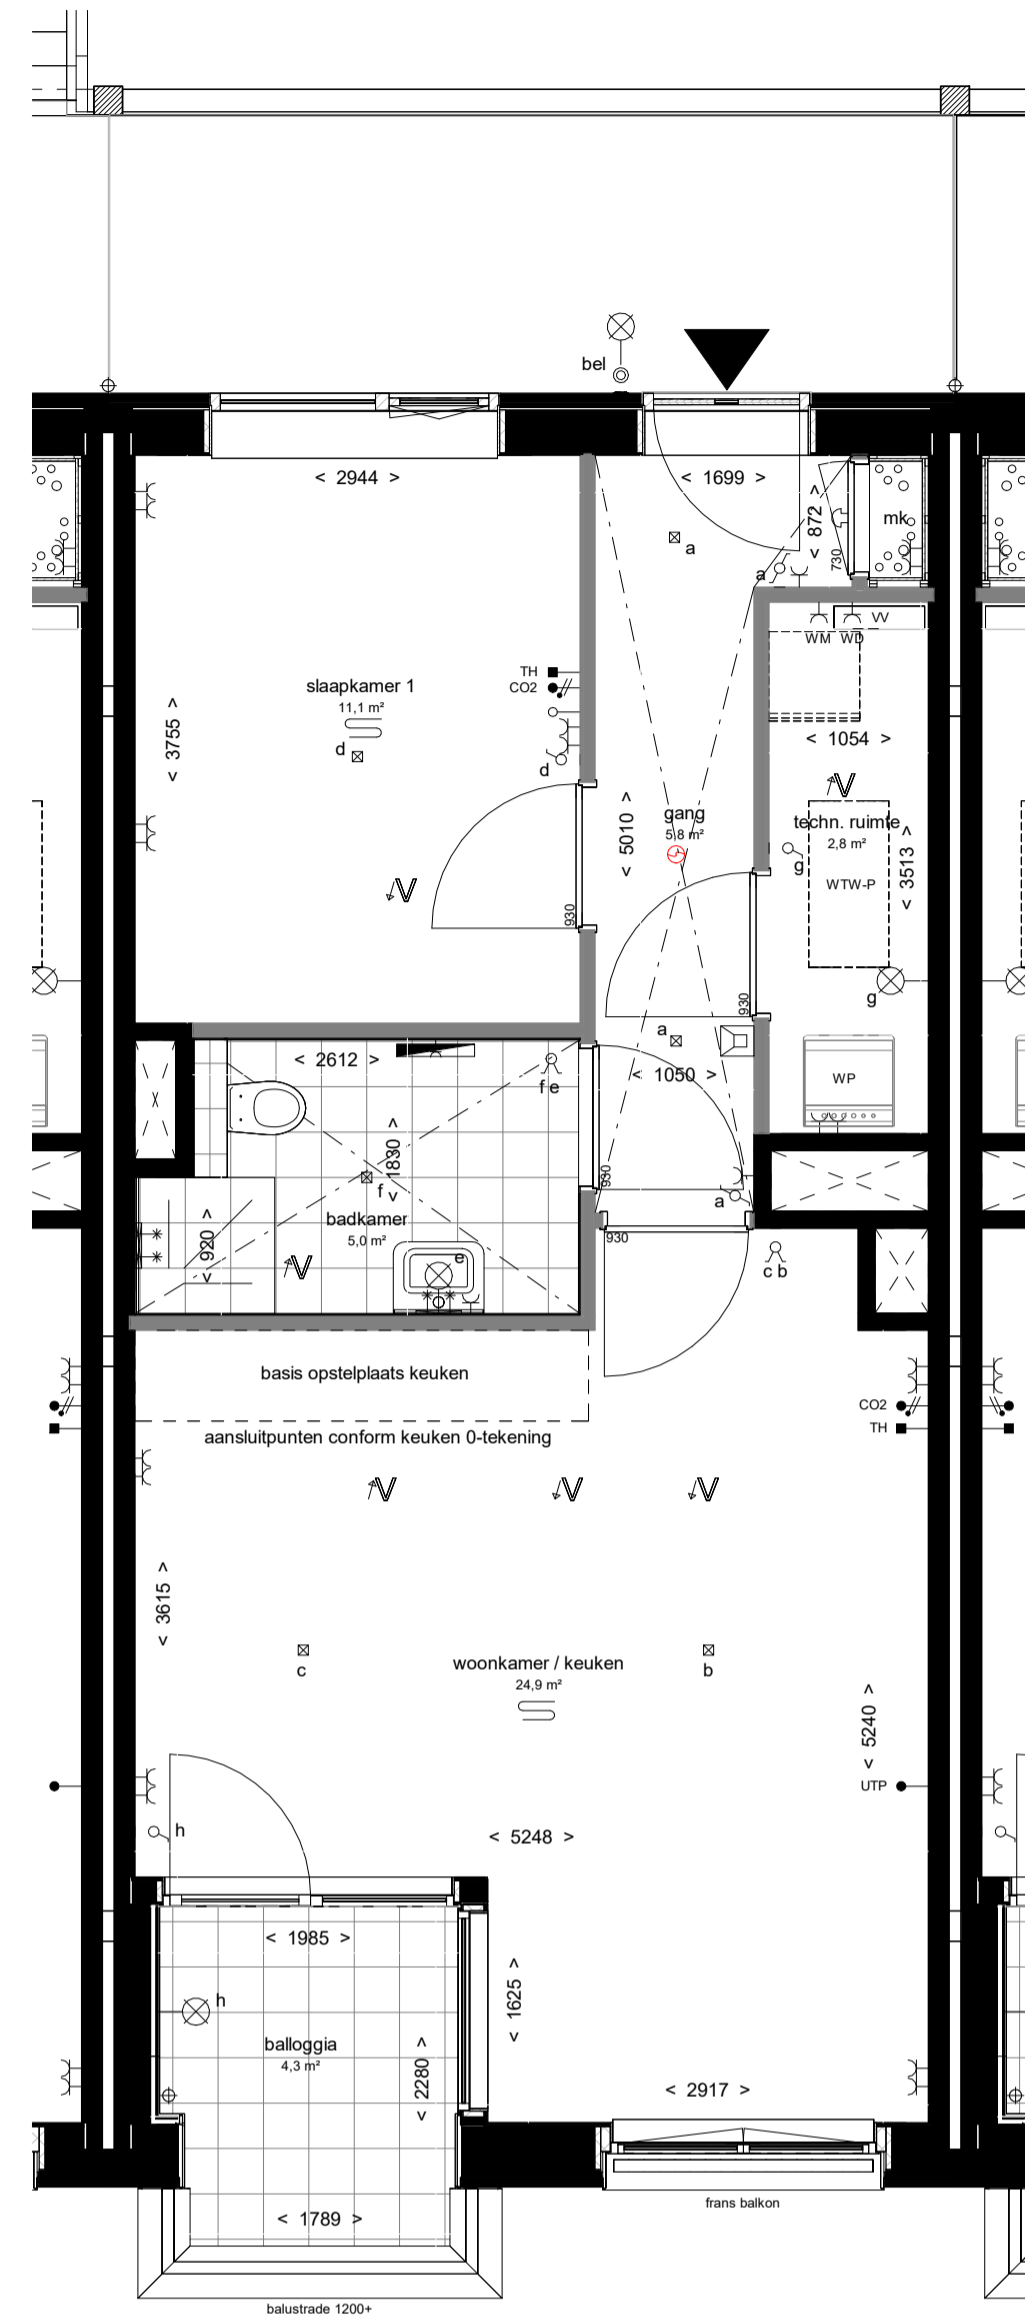 bel
< 2944 >
< 1699 >
< 872 >
mk
730
a
a
WM
WD
VV
TH
CO2
slaapkamer 1
11,1 m²
d
d
< 3755 >
< 1054 >
V
gang
5,8 m²
< 5010 >
techn. ruimte
2,8 m²
g
WTW-P
< 3513 >
V
930
930
g
a
< 2612 >
f e
< 1050 >
WP
< 1830 >
f
930
a
badkamer
5,0 m²
< 920 >
V
e
930
c b
basis opstelplaats keuken
aansluitpunten conform keuken 0-tekening
CO2
TH
V
V
V
< 3615 >
c
b
woonkamer / keuken
24,9 m²
< 5240 >
UTP
h
< 5248 >
< 1985 >
h
< 1625 >
balloggia
4,3 m²
< 2280 >
< 2917 >
frans balkon
< 1789 >
balustrade 1200+